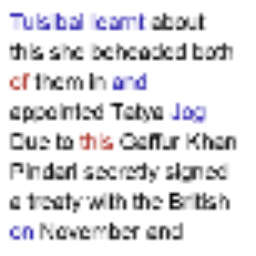 Tulsibai learnt about
this she beheaded both
of them in and
appointed Tatya Jog
Due to this Gaffur Khan
Pindari secretly signed
a treaty with the British
on November and